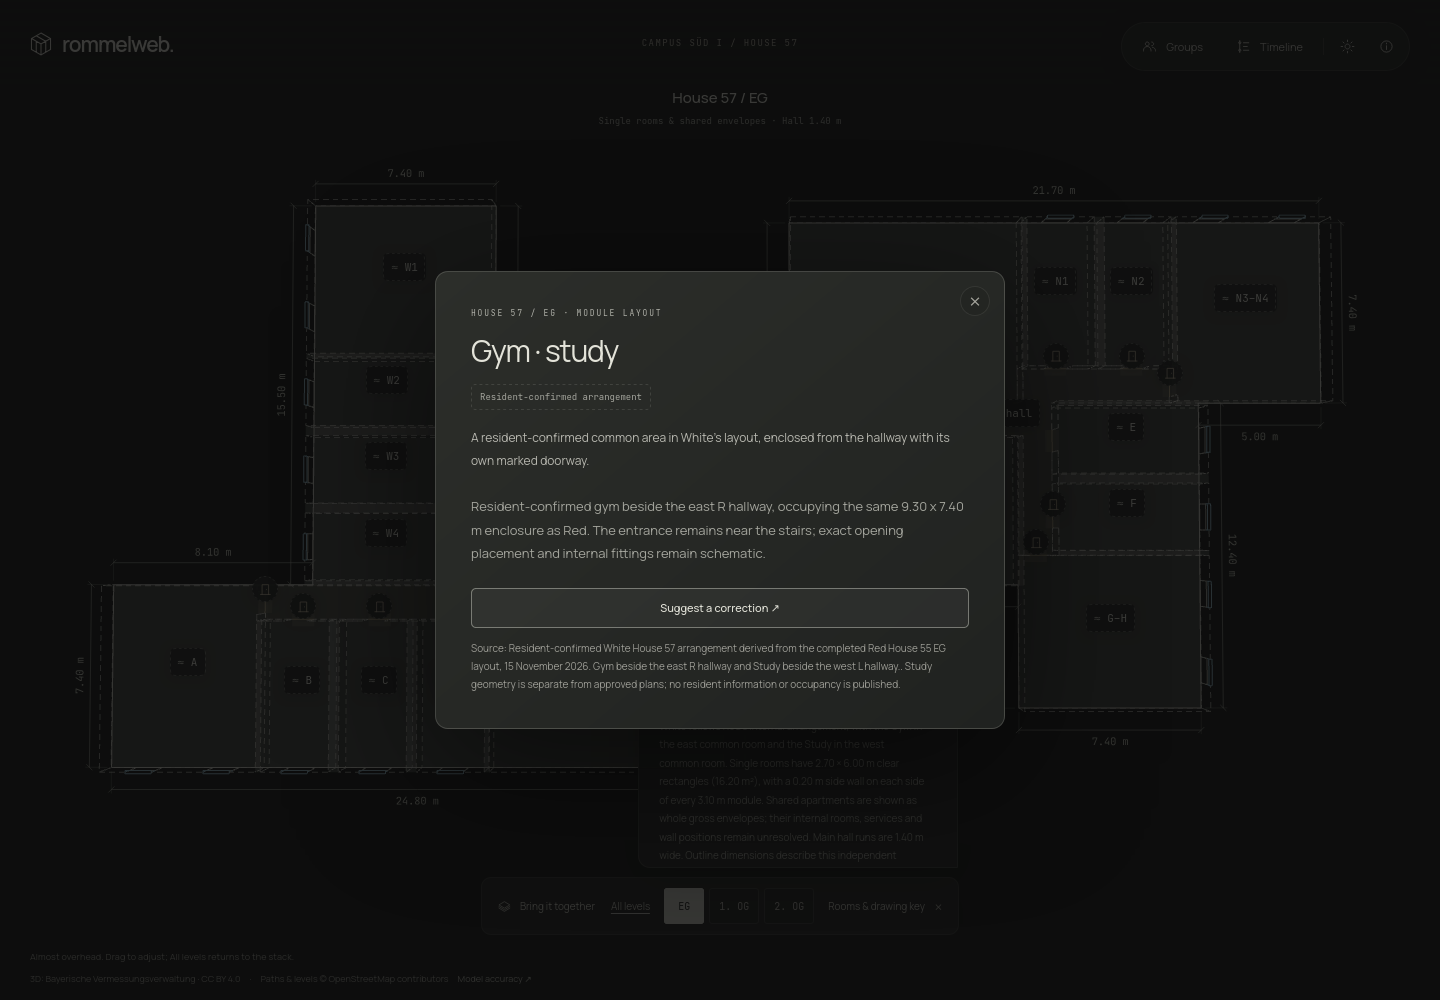 rommelweb.
CAMPUS SÜD I / HOUSE 57
Groups
Timeline
House 57 / EG
Single rooms & shared envelopes · Hall 1.40 m
7.40 m
21.70 m
≈ W1
≈ N1
≈ N2
≈ N3–N4
7.40 m
15.50 m
≈ W2
≈ W3
≈ W4
hall
≈ E
5.00 m
≈ F
12.40 m
≈ G–H
7.40 m
8.10 m
7.40 m
≈ A
≈ B
≈ C
24.80 m
HOUSE 57 / EG · MODULE LAYOUT
Gym · study
Resident-confirmed arrangement
A resident-confirmed common area in White's layout, enclosed from the hallway with its
own marked doorway.
Resident-confirmed gym beside the east R hallway, occupying the same 9.30 x 7.40
m enclosure as Red. The entrance remains near the stairs; exact opening
placement and internal fittings remain schematic.
Suggest a correction ↗
Source: Resident-confirmed White House 57 arrangement derived from the completed Red House 55 EG
layout, 15 November 2026. Gym beside the east R hallway and Study beside the west L hallway.. Study
geometry is separate from approved plans; no resident information or occupancy is published.
the east common room and the Study in the west
common room. Single rooms have 2.70 × 6.00 m clear
rectangles (16.20 m²), with a 0.20 m side wall on each side
of every 3.10 m module. Shared apartments are shown as
whole gross envelopes; their internal rooms, services and
wall positions remain unresolved. Main hall runs are 1.40 m
wide. Outline dimensions describe this independent
Bring it together
All levels
EG
1. OG
2. OG
Rooms & drawing key ×
Almost overhead. Drag to adjust. All levels returns to the stack.
3D: Bayerische Vermessungsverwaltung · CC BY 4.0
Paths & levels © OpenStreetMap contributors
Model accuracy ↗